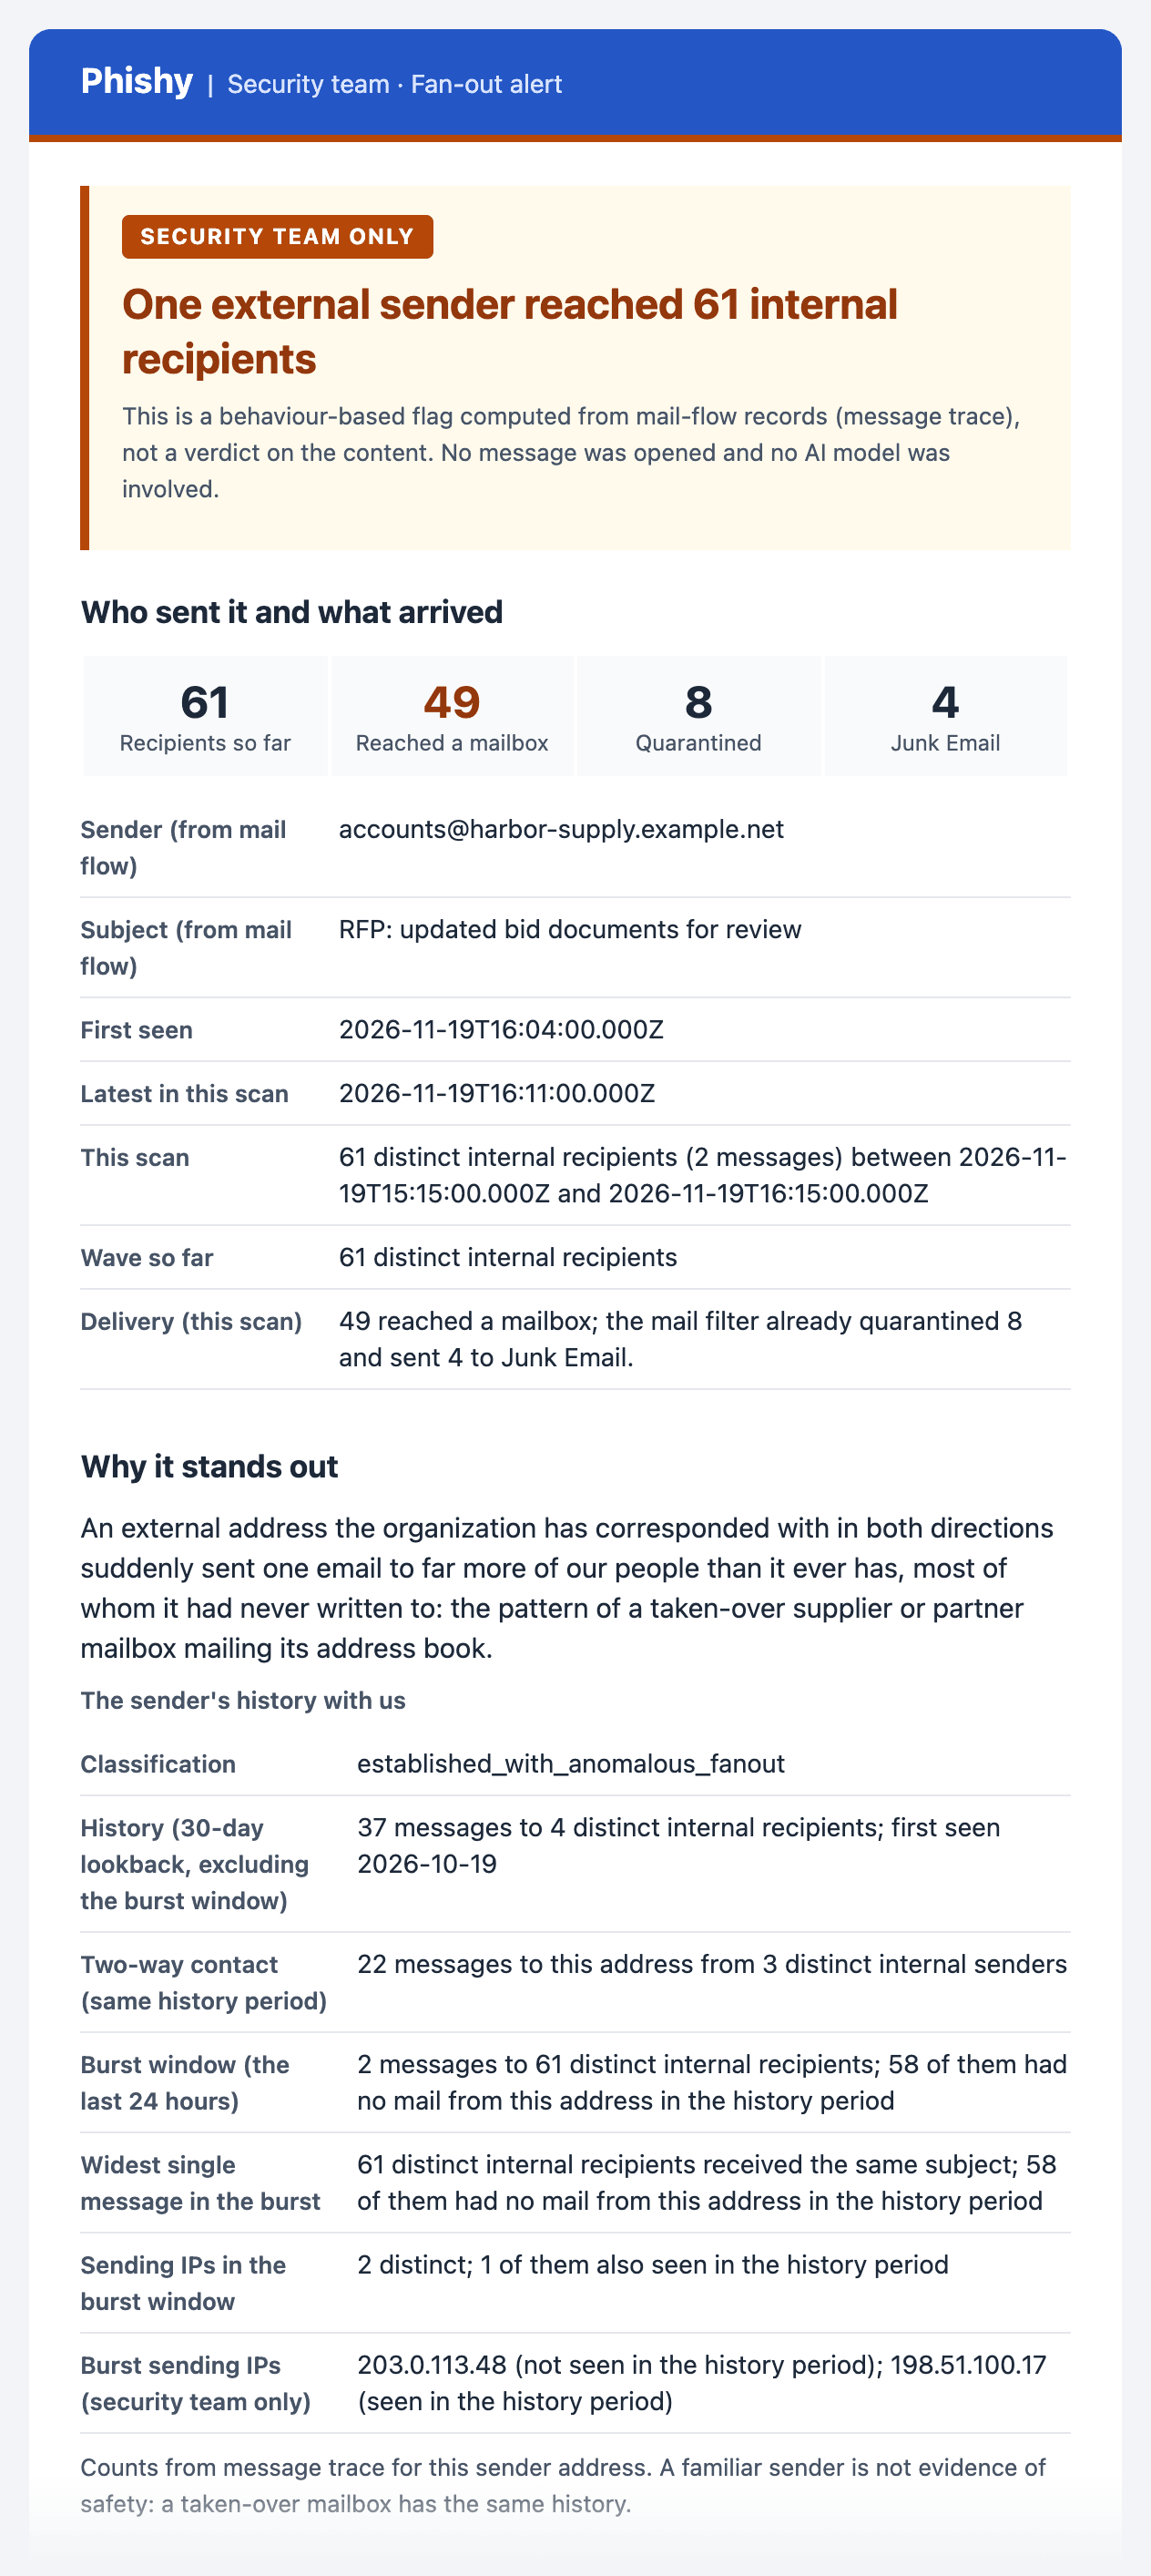 Phishy | Security team · Fan-out alert
SECURITY TEAM ONLY
One external sender reached 61 internal
recipients
This is a behaviour-based flag computed from mail-flow records (message trace),
not a verdict on the content. No message was opened and no AI model was
involved.
Who sent it and what arrived
61
Recipients so far
49
Reached a mailbox
8
Quarantined
4
Junk Email
Sender (from mail
flow)
accounts@harbor-supply.example.net
Subject (from mail
flow)
RFP: updated bid documents for review
First seen
2026-11-19T16:04:00.000Z
Latest in this scan
2026-11-19T16:11:00.000Z
This scan
61 distinct internal recipients (2 messages) between 2026-11-
19T15:15:00.000Z and 2026-11-19T16:15:00.000Z
Wave so far
61 distinct internal recipients
Delivery (this scan)
49 reached a mailbox; the mail filter already quarantined 8
and sent 4 to Junk Email.
Why it stands out
An external address the organization has corresponded with in both directions
suddenly sent one email to far more of our people than it ever has, most of
whom it had never written to: the pattern of a taken-over supplier or partner
mailbox mailing its address book.
The sender's history with us
Classification
established_with_anomalous_fanout
History (30-day
lookback, excluding
the burst window)
37 messages to 4 distinct internal recipients; first seen
2026-10-19
Two-way contact
(same history period)
22 messages to this address from 3 distinct internal senders
Burst window (the
last 24 hours)
2 messages to 61 distinct internal recipients; 58 of them had
no mail from this address in the history period
Widest single
message in the burst
61 distinct internal recipients received the same subject; 58
of them had no mail from this address in the history period
Sending IPs in the
burst window
2 distinct; 1 of them also seen in the history period
Burst sending IPs
(security team only)
203.0.113.48 (not seen in the history period); 198.51.100.17
(seen in the history period)
Counts from message trace for this sender address. A familiar sender is not evidence of
safety: a taken-over mailbox has the same history.